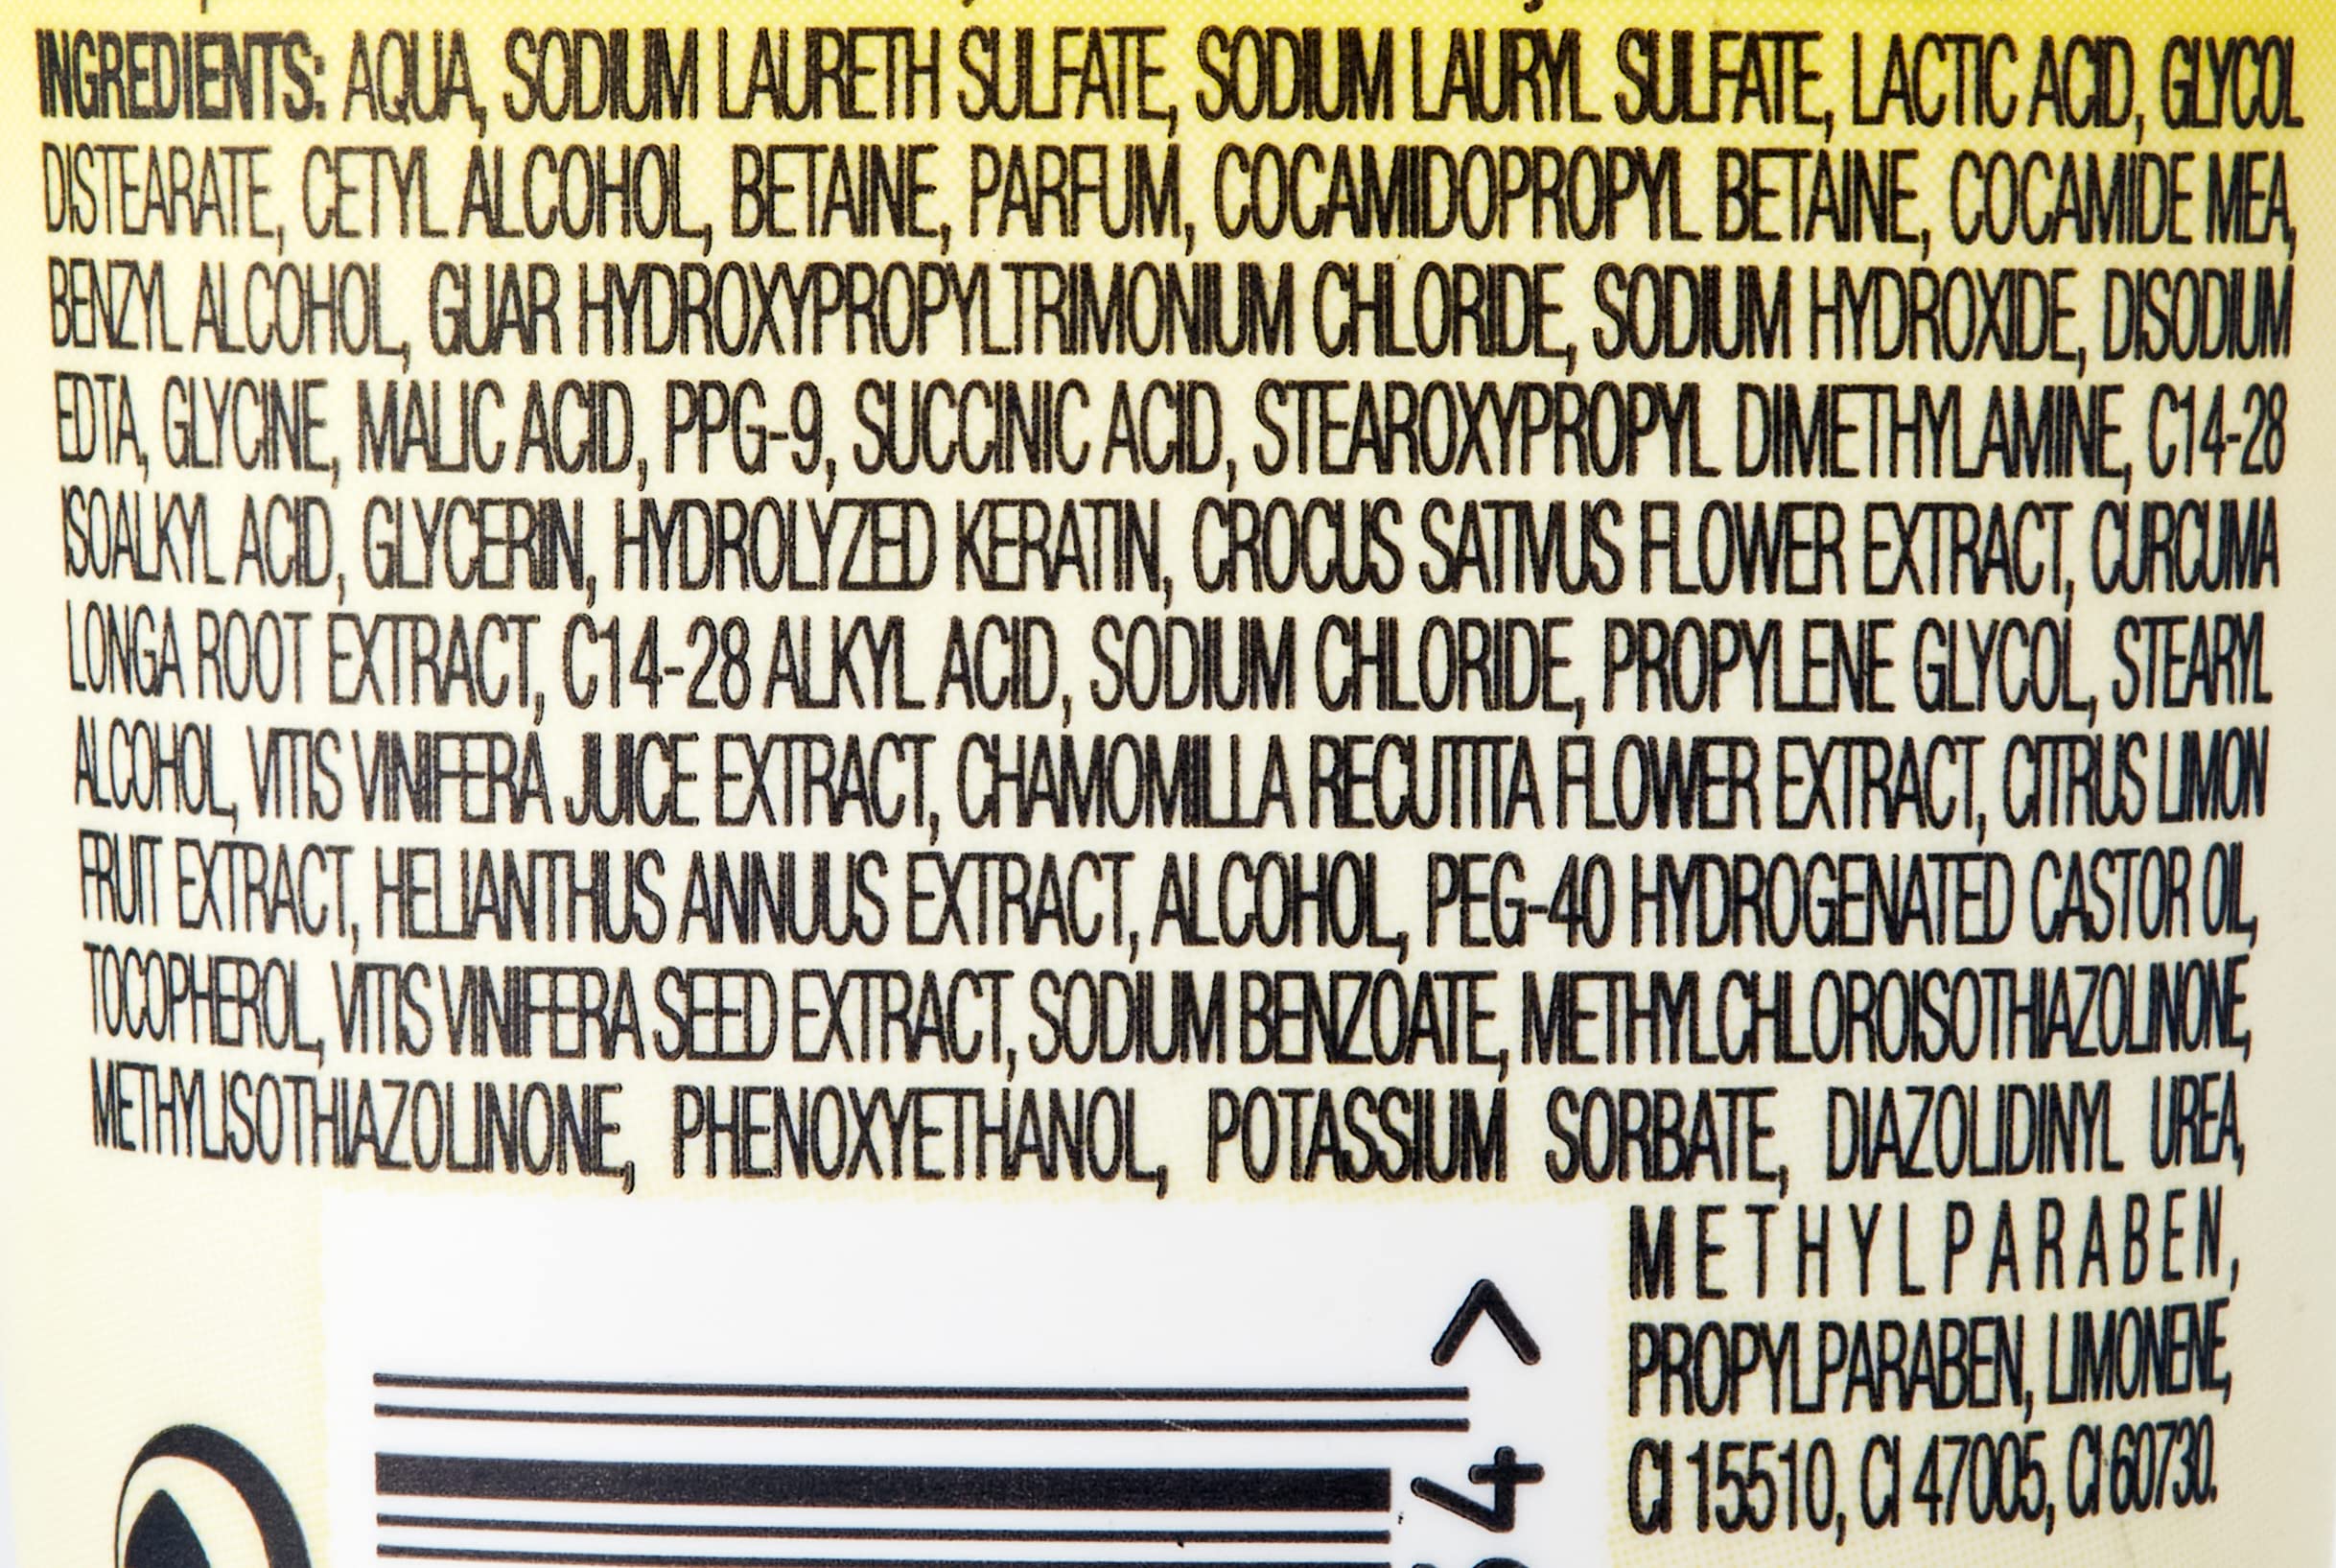 INGREDIENTS: AQUA, SODIUM LAURETH SULFATE, SODIUM LAURYL SULFATE, LACTIC ACID, GLYCOL
DISTEARATE, CETYL ALCOHOL, BETAINE, PARFUM, COCAMIDOPROPYL BETAINE, COCAMIDE MEA,
BENZYL ALCOHOL, GUAR HYDROXYPROPYLTRIMONIUM CHLORIDE, SODIUM HYDROXIDE, DISODIUM
EDTA, GLYCINE, MALIC ACID, PPG-9, SUCCINIC ACID, STEAROXYPROPYL DIMETHYLAMINE, C14-28
ISOALKYL ACID, GLYCERIN, HYDROLYZED KERATIN, CROCUS SATIVUS FLOWER EXTRACT, CURCUMA
LONGA ROOT EXTRACT, C14-28 ALKYL ACID, SODIUM CHLORIDE, PROPYLENE GLYCOL, STEARYL
ALCOHOL, VITIS VINIFERA JUICE EXTRACT, CHAMOMILLA RECUTITA FLOWER EXTRACT, CITRUS LIMON
FRUIT EXTRACT, HELIANTHUS ANNUUS EXTRACT, ALCOHOL, PEG-40 HYDROGENATED CASTOR OIL,
TOCOPHEROL, VITIS VINIFERA SEED EXTRACT, SODIUM BENZOATE, METHYLCHLOROISOTHIAZOLINONE,
METHYLISOTHIAZOLINONE, PHENOXYETHANOL, POTASSIUM SORBATE, DIAZOLIDINYL UREA,
METHYLPARABEN,
PROPYLPARABEN, LIMONENE,
CI 15510, CI 47005, CI 60730.
4 >